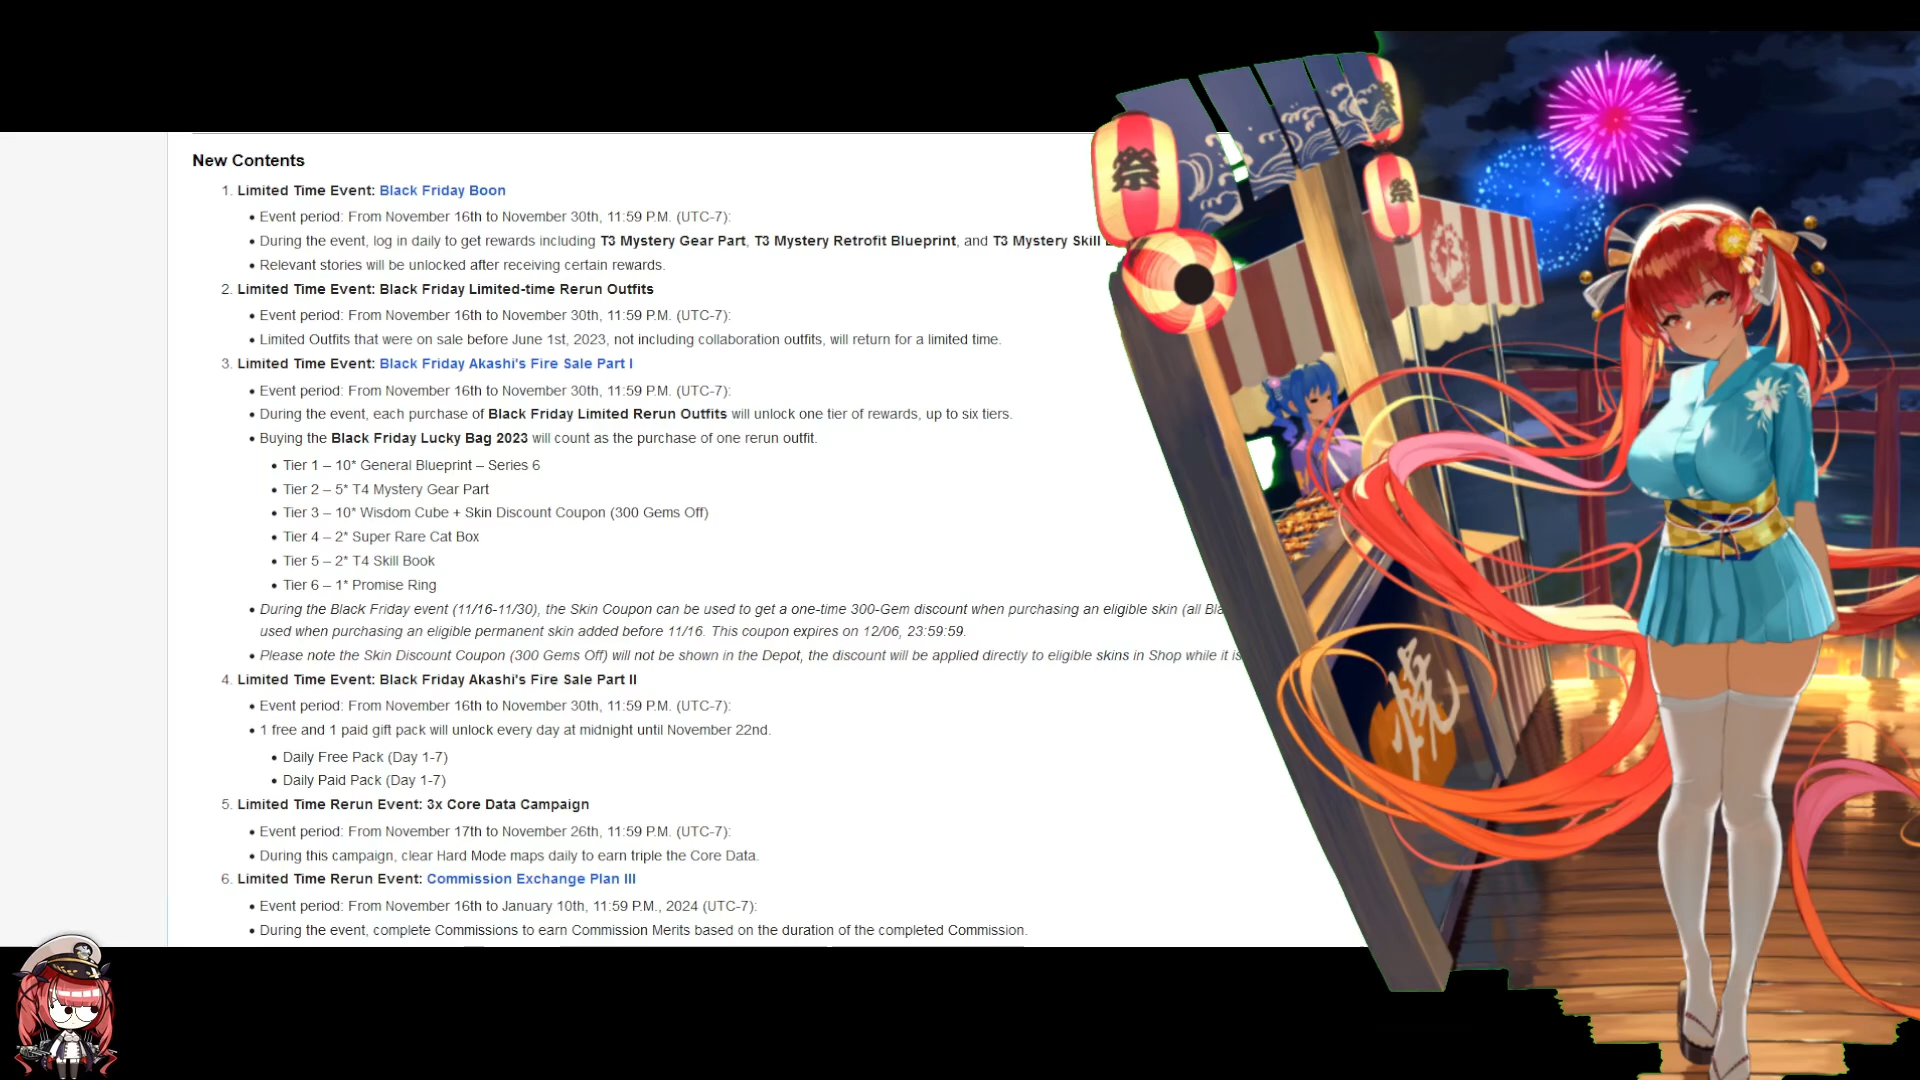 New Contents
1. Limited Time Event: Black Friday Boon
• Event period: From November 16th to November 30th, 11:59 P.M. (UTC-7):
• During the event, log in daily to get rewards including T3 Mystery Gear Part, T3 Mystery Retrofit Blueprint, and T3 Mystery Skill
• Relevant stories will be unlocked after receiving certain rewards.
2. Limited Time Event: Black Friday Limited-time Rerun Outfits
• Event period: From November 16th to November 30th, 11:59 P.M. (UTC-7):
• Limited Outfits that were on sale before June 1st, 2023, not including collaboration outfits, will return for a limited time.
3. Limited Time Event: Black Friday Akashi's Fire Sale Part I
• Event period: From November 16th to November 30th, 11:59 P.M. (UTC-7):
• During the event, each purchase of Black Friday Limited Rerun Outfits will unlock one tier of rewards, up to six tiers.
• Buying the Black Friday Lucky Bag 2023 will count as the purchase of one rerun outfit.
• Tier 1 – 10* General Blueprint – Series 6
• Tier 2 – 5* T4 Mystery Gear Part
• Tier 3 – 10* Wisdom Cube + Skin Discount Coupon (300 Gems Off)
• Tier 4 – 2* Super Rare Cat Box
• Tier 5 – 2* T4 Skill Book
• Tier 6 – 1* Promise Ring
• During the Black Friday event (11/16-11/30), the Skin Coupon can be used to get a one-time 300-Gem discount when purchasing an eligible skin (all
used when purchasing an eligible permanent skin added before 11/16. This coupon expires on 12/06, 23:59:59.
• Please note the Skin Discount Coupon (300 Gems Off) will not be shown in the Depot, the discount will be applied directly to eligible skins in Shop while it is
4. Limited Time Event: Black Friday Akashi's Fire Sale Part II
• Event period: From November 16th to November 30th, 11:59 P.M. (UTC-7):
• 1 free and 1 paid gift pack will unlock every day at midnight until November 22nd.
• Daily Free Pack (Day 1-7)
• Daily Paid Pack (Day 1-7)
5. Limited Time Rerun Event: 3x Core Data Campaign
• Event period: From November 17th to November 26th, 11:59 P.M. (UTC-7):
• During this campaign, clear Hard Mode maps daily to earn triple the Core Data.
6. Limited Time Rerun Event: Commission Exchange Plan III
• Event period: From November 16th to January 10th, 11:59 P.M., 2024 (UTC-7):
• During the event, complete Commissions to earn Commission Merits based on the duration of the completed Commission.
祭
祭
祭
焼